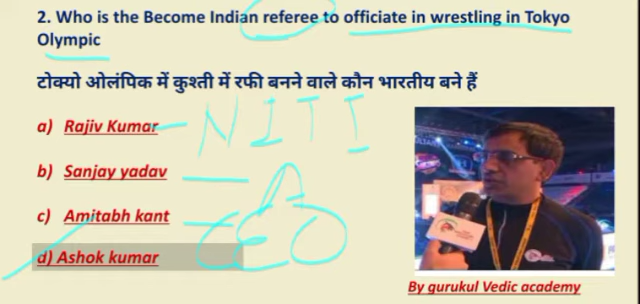 2. Who is the Become Indian referee to officiate in wrestling in Tokyo
Olympic
टोक्यो ओलंपिक में कुश्ती में रफी बनने वाले कौन भारतीय बने हैं
a) Rajiv Kumar NITI
b) Sanjay yadav
c) Amitabh kant CEO
d) Ashok kumar
By gurukul Vedic academy